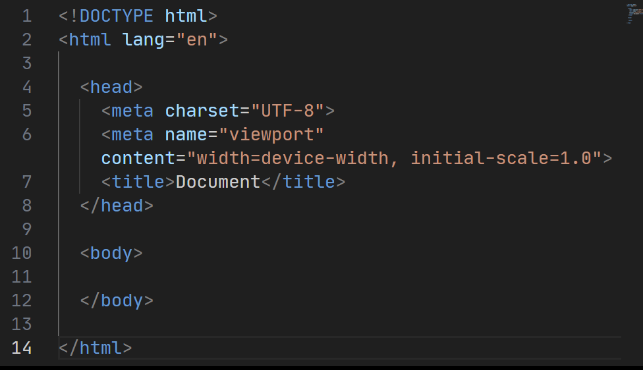 1 <!DOCTYPE html>
2 <html lang="en">
3
4 <head>
5 <meta charset="UTF-8">
6 <meta name="viewport"
content="width=device-width, initial-scale=1.0">
7 <title>Document</title>
8 </head>
9
10 <body>
11
12 </body>
13
14 </html>